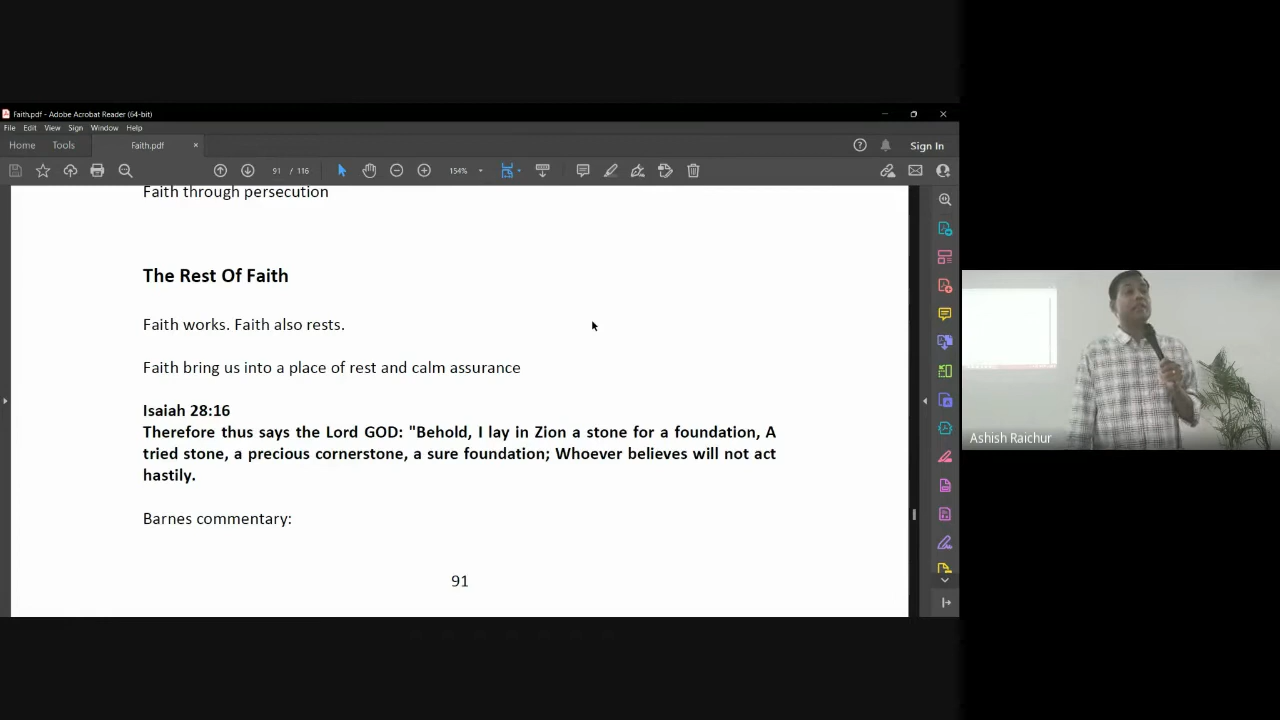 Faith.pdf - Adobe Acrobat Reader (64-bit)
File Edit View Sign Window Help
Home Tools Faith.pdf × Sign In
91 / 116 154%
Faith through persecution
The Rest Of Faith
Faith works. Faith also rests.
Faith bring us into a place of rest and calm assurance
Isaiah 28:16
Therefore thus says the Lord GOD: "Behold, I lay in Zion a stone for a foundation, A
tried stone, a precious cornerstone, a sure foundation; Whoever believes will not act
hastily.
Barnes commentary:
91
Ashish Raichur